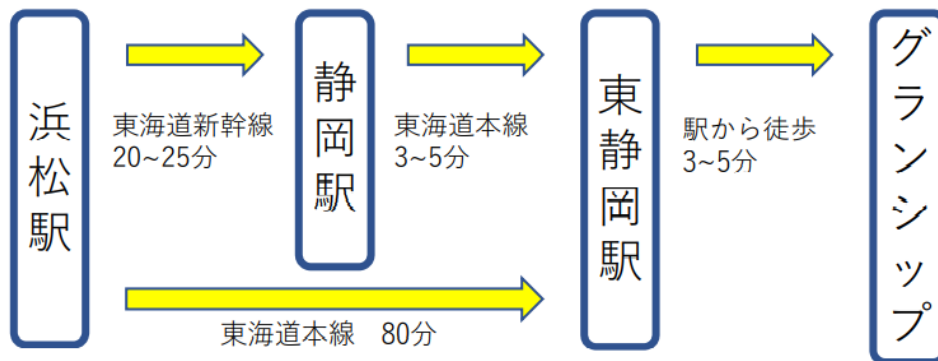 浜松駅
東海道新幹線
20~25分
静岡駅
東海道本線
3~5分
東静岡駅
駅から徒歩
3~5分
グランシップ
東海道本線　80分